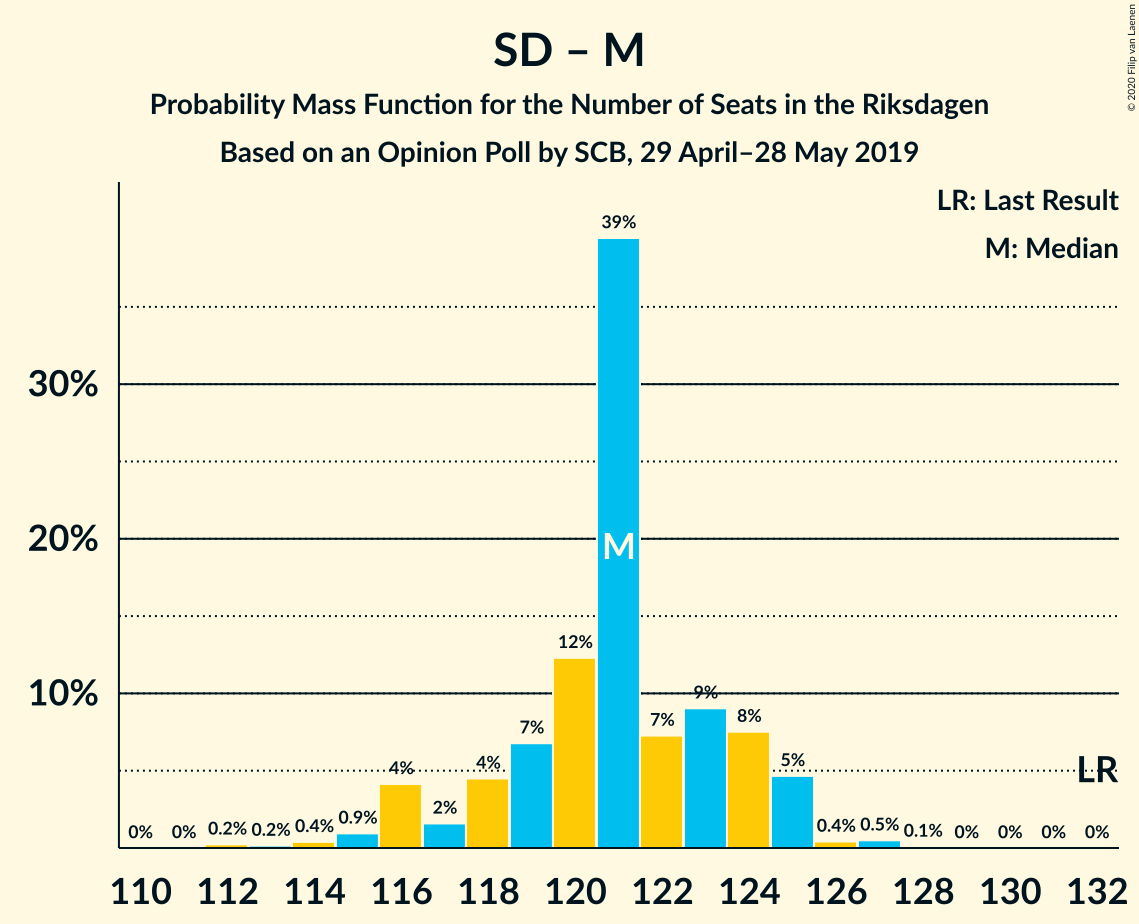 SD – M
Probability Mass Function for the Number of Seats in the Riksdagen
Based on an Opinion Poll by SCB, 29 April–28 May 2019
© 2020 Filip van Laenen
LR: Last Result
M: Median
30%
20%
10%
0% 0% 0.2% 0.2% 0.4% 0.9% 4% 2% 4% 7% 12% 39% 7% 9% 8% 5% 0.4% 0.5% 0.1% 0% 0% 0% 0%
M
LR
110 112 114 116 118 120 122 124 126 128 130 132